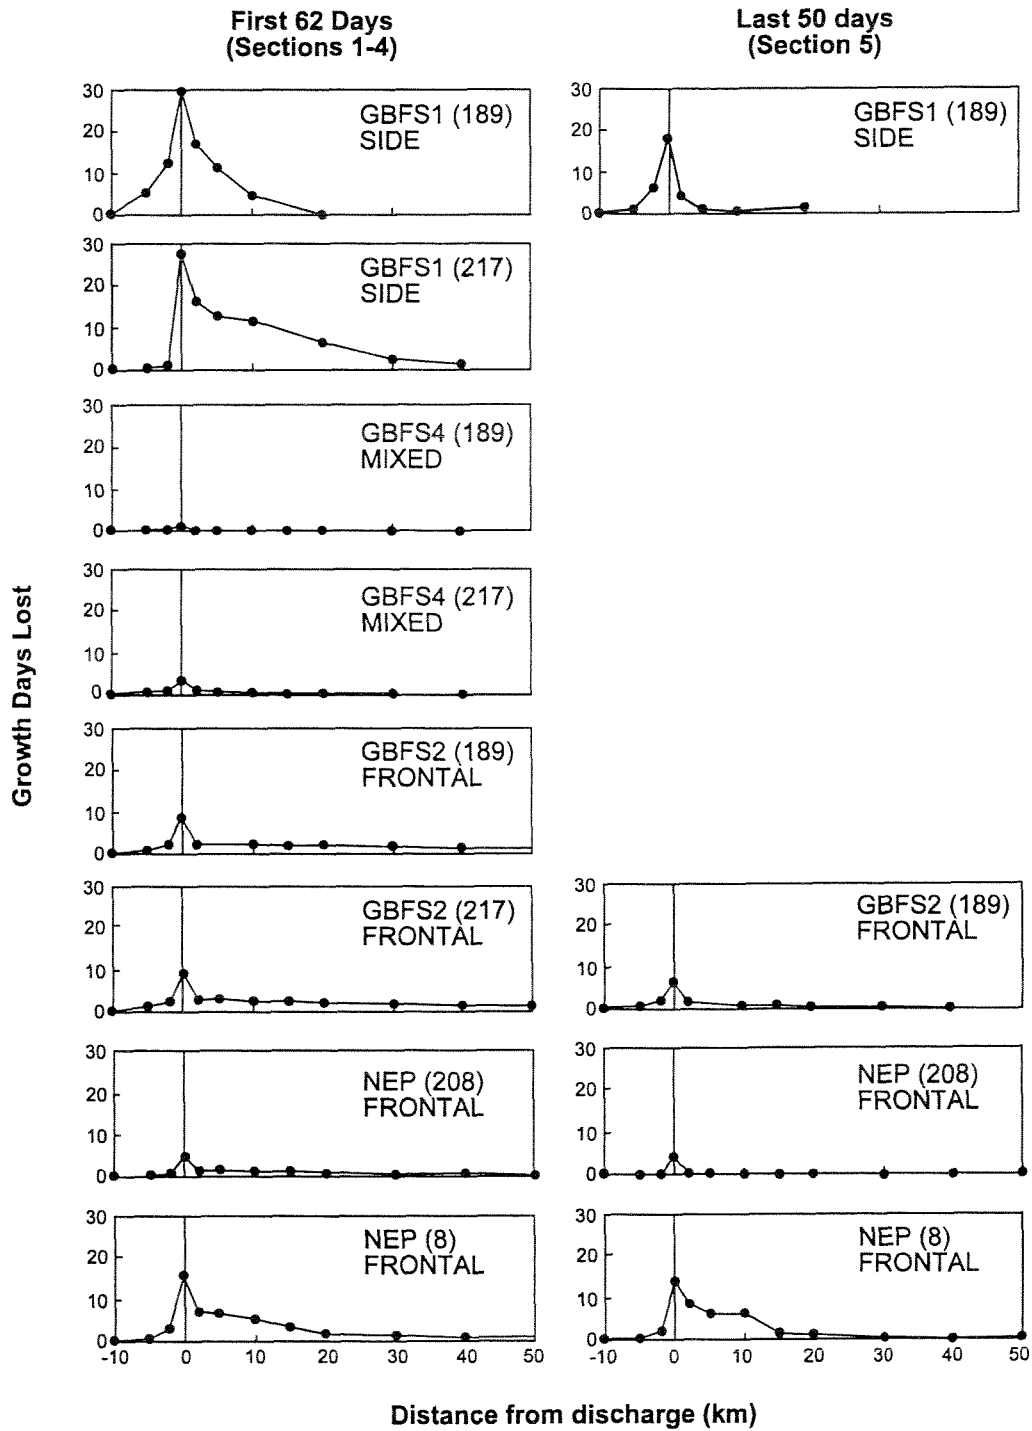 First 62 Days
(Sections 1-4)
Last 50 days
(Section 5)
30
20
10
0
GBFS1 (189)
SIDE
30
20
10
0
GBFS1 (189)
SIDE
30
20
10
0
GBFS1 (217)
SIDE
30
20
10
0
GBFS4 (189)
MIXED
30
20
10
0
GBFS4 (217)
MIXED
Growth Days Lost
30
20
10
0
GBFS2 (189)
FRONTAL
30
20
10
0
GBFS2 (217)
FRONTAL
30
20
10
0
GBFS2 (189)
FRONTAL
30
20
10
0
NEP (208)
FRONTAL
30
20
10
0
NEP (208)
FRONTAL
30
20
10
0
NEP (8)
FRONTAL
-10 0 10 20 30 40 50
30
20
10
0
NEP (8)
FRONTAL
-10 0 10 20 30 40 50
Distance from discharge (km)